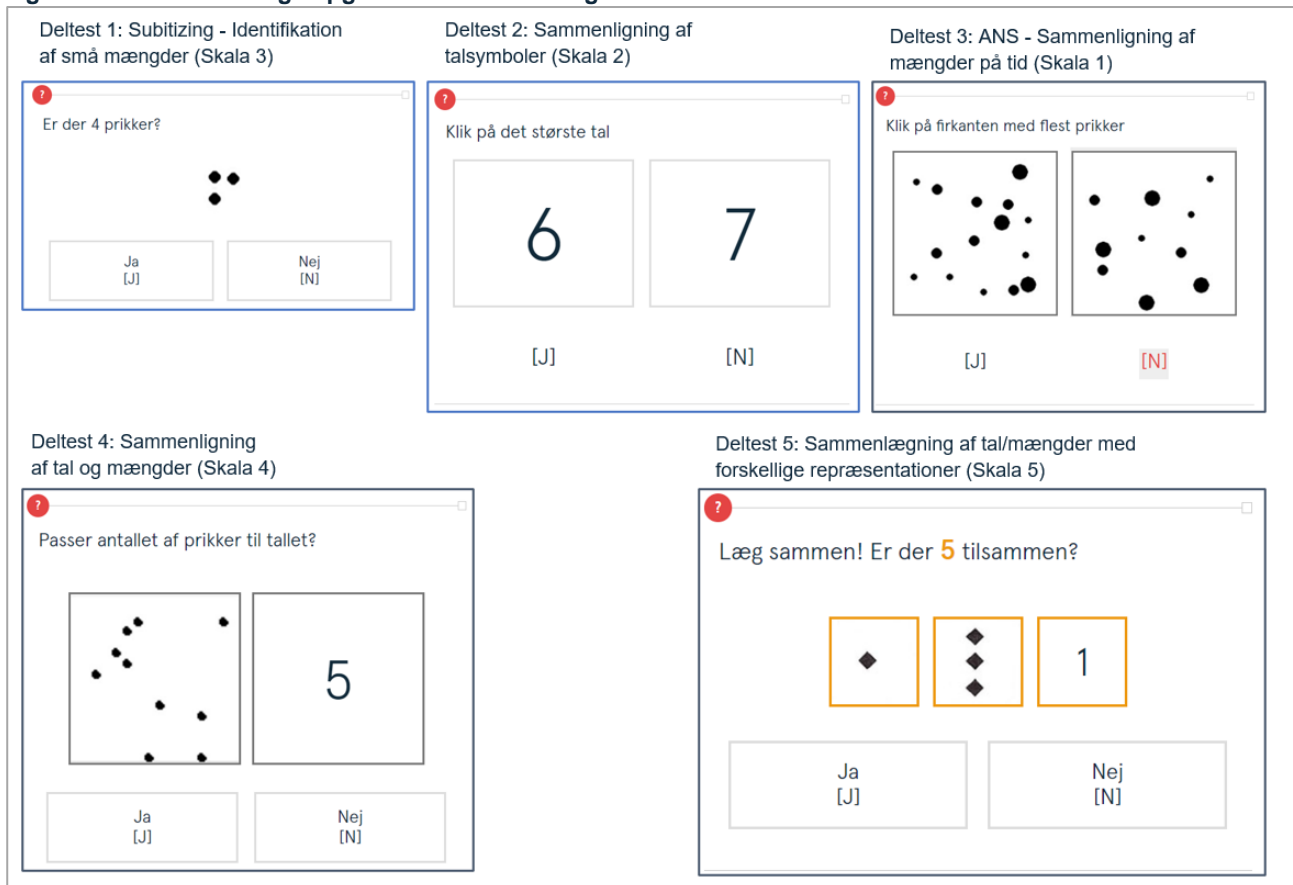 Deltest 1: Subitizing - Identifikation
af små mængder (Skala 3)
?
Er der 4 prikker?
Ja
[J]
Nej
[N]
Deltest 2: Sammenligning af
talsymboler (Skala 2)
?
Klik på det største tal
6
7
[J]
[N]
Deltest 3: ANS - Sammenligning af
mængder på tid (Skala 1)
?
Klik på firkanten med flest prikker
[J]
[N]
Deltest 4: Sammenligning
af tal og mængder (Skala 4)
?
Passer antallet af prikker til tallet?
5
Ja
[J]
Nej
[N]
Deltest 5: Sammenlægning af tal/mængder med
forskellige repræsentationer (Skala 5)
?
Læg sammen! Er der 5 tilsammen?
1
Ja
[J]
Nej
[N]